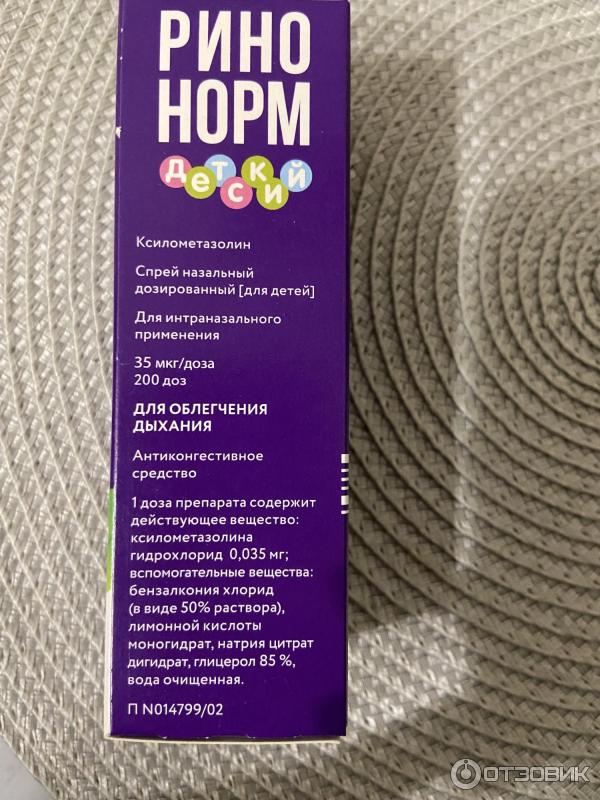 РИНО
НОРМ
Детский
Ксилометазолин
Спрей назальный
дозированный [для детей]
Для интраназального
применения
35 мкг/доза
200 доз
ДЛЯ ОБЛЕГЧЕНИЯ
ДЫХАНИЯ
Антиконгестивное
средство
1 доза препарата содержит
действующее вещество:
ксилометазолина
гидрохлорид 0,035 мг;
вспомогательные вещества:
бензалкония хлорид
(в виде 50% раствора),
лимонной кислоты
моногидрат, натрия цитрат
дигидрат, глицерол 85 %,
вода очищенная.
П N014799/02
ОТЗОВИК